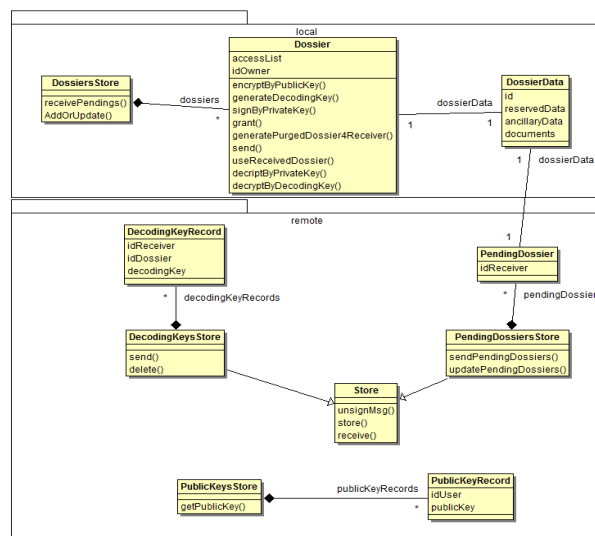 local
Dossier
accessList
idOwner
encryptByPublicKey()
generateDecodingKey()
signByPrivateKey()
grant()
generatePurgedDossier4Receiver()
send()
useReceivedDossier()
decriptByPrivateKey()
decryptByDecodingKey()
DossiersStore
receivePendings()
AddOrUpdate()
dossiers
*
dossierData
1
1
DossierData
id
reservedData
ancillaryData
documents
1
dossierData
remote
DecodingKeyRecord
idReceiver
idDossier
decodingKey
*
decodingKeyRecords
1
PendingDossier
idReceiver
*
pendingDossier
DecodingKeysStore
send()
delete()
PendingDossiersStore
sendPendingDossiers()
updatePendingDossiers()
Store
unsignMsg()
store()
receive()
PublicKeysStore
getPublicKey()
publicKeyRecords
*
PublicKeyRecord
idUser
publicKey